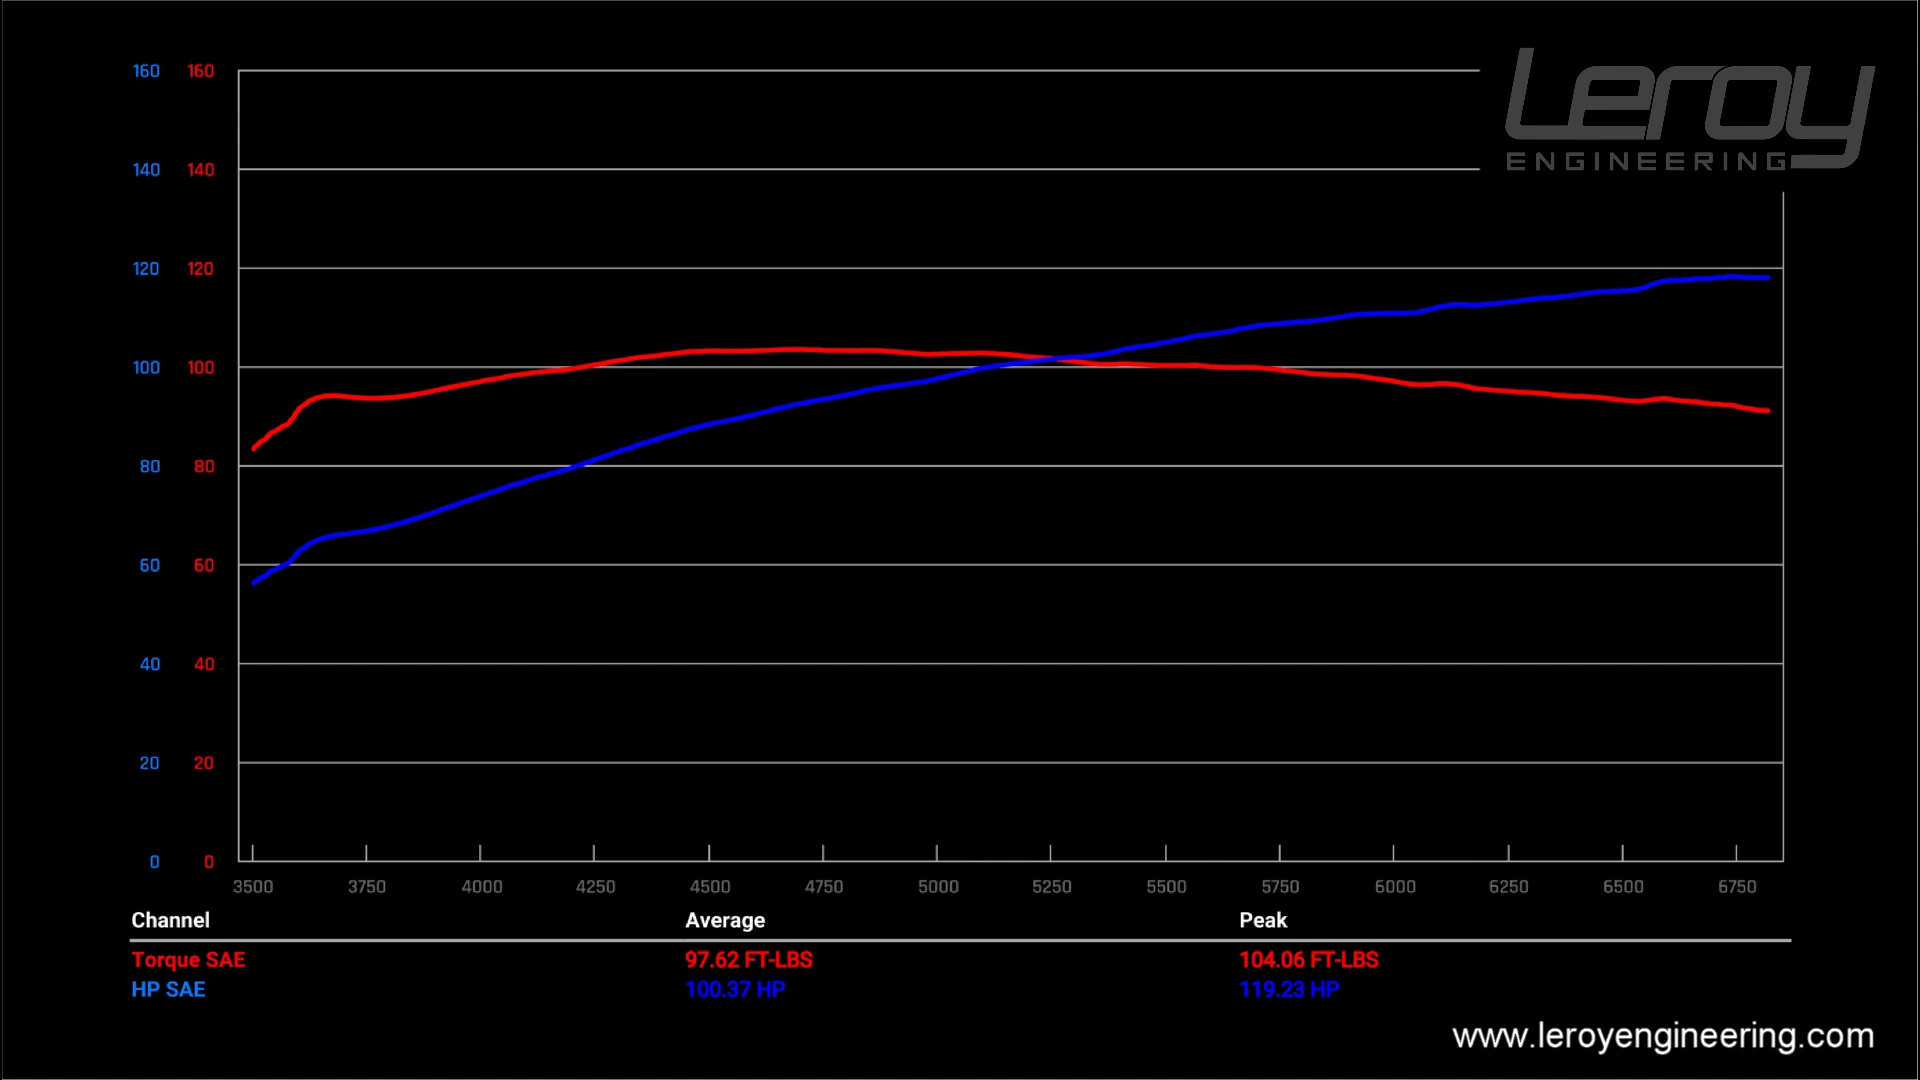 Leroy
ENGINEERING
160 160
140 140
120 120
100 100
80 80
60 60
40 40
20 20
0 0
3500 3750 4000 4250 4500 4750 5000 5250 5500 5750 6000 6250 6500 6750
Channel Average Peak
Torque SAE 97.62 FT-LBS 104.06 FT-LBS
HP SAE 100.37 HP 119.23 HP
www.leroyengineering.com